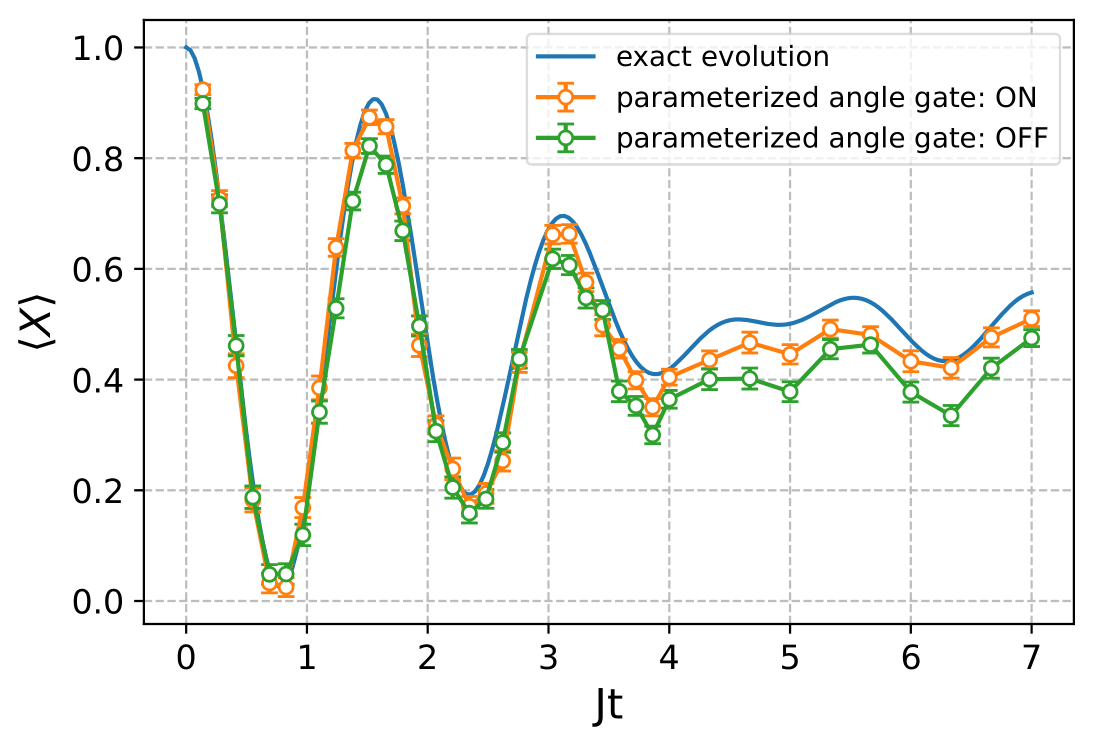 1.0
0.8
0.6
0.4
0.2
0.0
⟨X⟩
exact evolution
parameterized angle gate: ON
parameterized angle gate: OFF
0 1 2 3 4 5 6 7
Jt